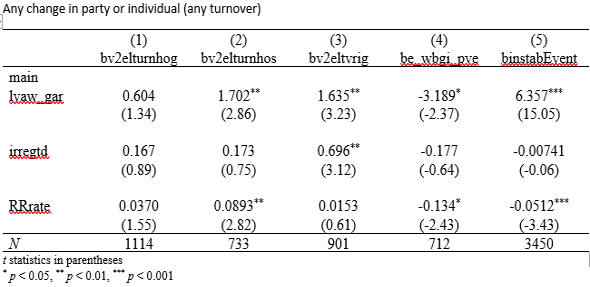 Any change in party or individual (any turnover)
(1) (2) (3) (4) (5)
bv2elturnhog bv2elturnhos bv2eltvrig be_wbgi_pve binstabEvent
main
lyaw_gar 0.604 1.702** 1.635** -3.189* 6.357***
(1.34) (2.86) (3.23) (-2.37) (15.05)
irregtd 0.167 0.173 0.696** -0.177 -0.00741
(0.89) (0.75) (3.12) (-0.64) (-0.06)
RRrate 0.0370 0.0893** 0.0153 -0.134* -0.0512***
(1.55) (2.82) (0.61) (-2.43) (-3.43)
N 1114 733 901 712 3450
t statistics in parentheses
* p < 0.05, ** p < 0.01, *** p < 0.001